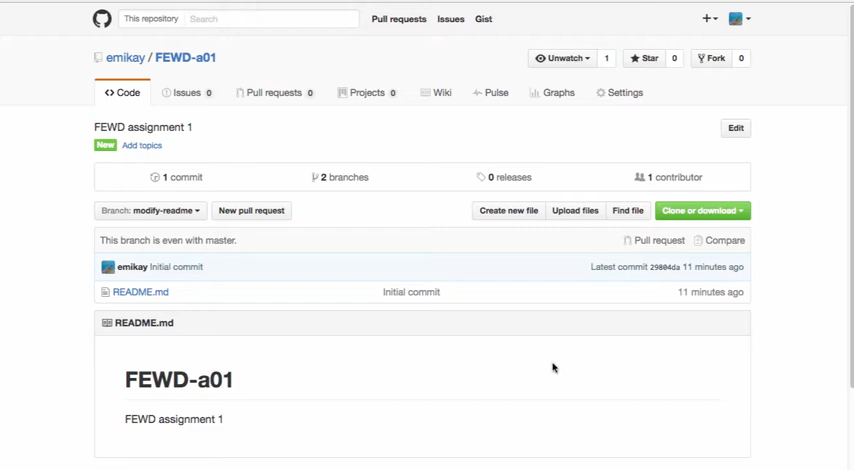 This repository Search Pull requests Issues Gist
emikay / FEWD-a01 Unwatch 1 Star 0 Fork 0
Code Issues 0 Pull requests 0 Projects 0 Wiki Pulse Graphs Settings
FEWD assignment 1 Edit
New Add topics
1 commit 2 branches 0 releases 1 contributor
Branch: modify-readme New pull request Create new file Upload files Find file Clone or download
This branch is even with master. Pull request Compare
emikay Initial commit Latest commit 29804da 11 minutes ago
README.md Initial commit 11 minutes ago
README.md
FEWD-a01
FEWD assignment 1